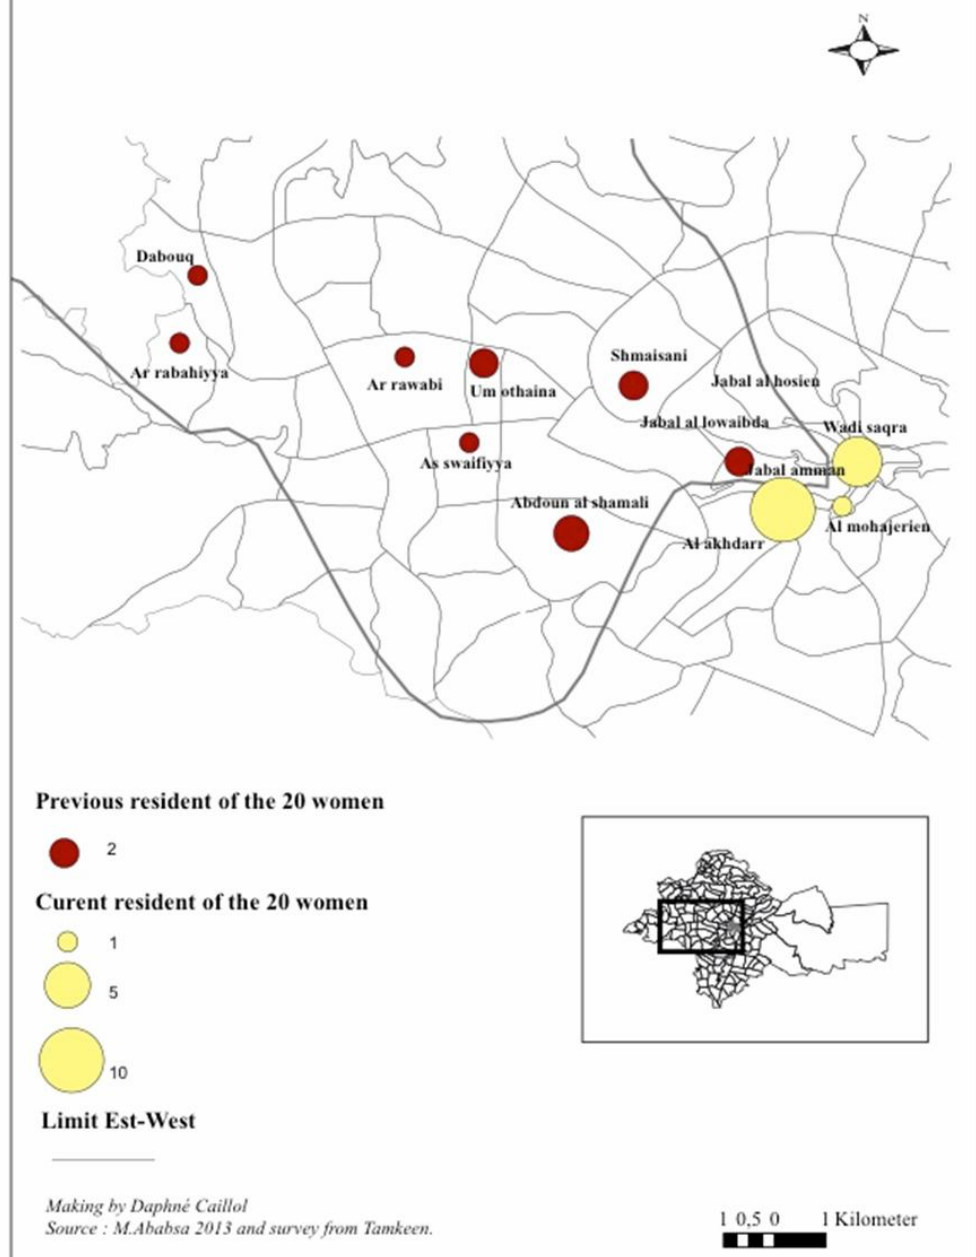 N
Dabouq
Ar rabahiyya
Ar rawabi
Um othaina
Shmaisani
Jabal al hosien
Jabal al lowaibda
Wadi saqra
As swaifiyya
Jabal amman
Abdoun al shamali
Al mohajerien
Al akhdarr
Previous resident of the 20 women
2
Curent resident of the 20 women
1
5
10
Limit Est-West
Making by Daphné Caillol
Source : M.Ababsa 2013 and survey from Tamkeen.
1 0,5 0 1 Kilometer